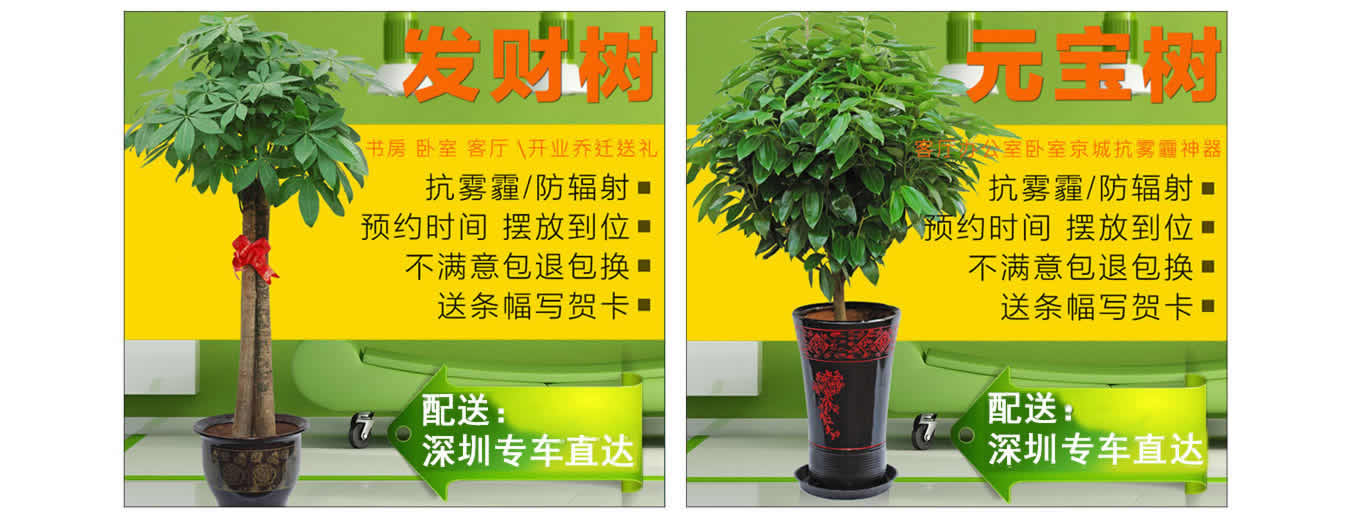 发财树
书房 卧室 客厅 \开业乔迁送礼
抗雾霾/防辐射
预约时间 摆放到位
不满意包退包换
送条幅写贺卡
配送：
深圳专车直达
元宝树
客厅办公室卧室京城抗雾霾神器
抗雾霾/防辐射
预约时间 摆放到位
不满意包退包换
送条幅写贺卡
配送：
深圳专车直达